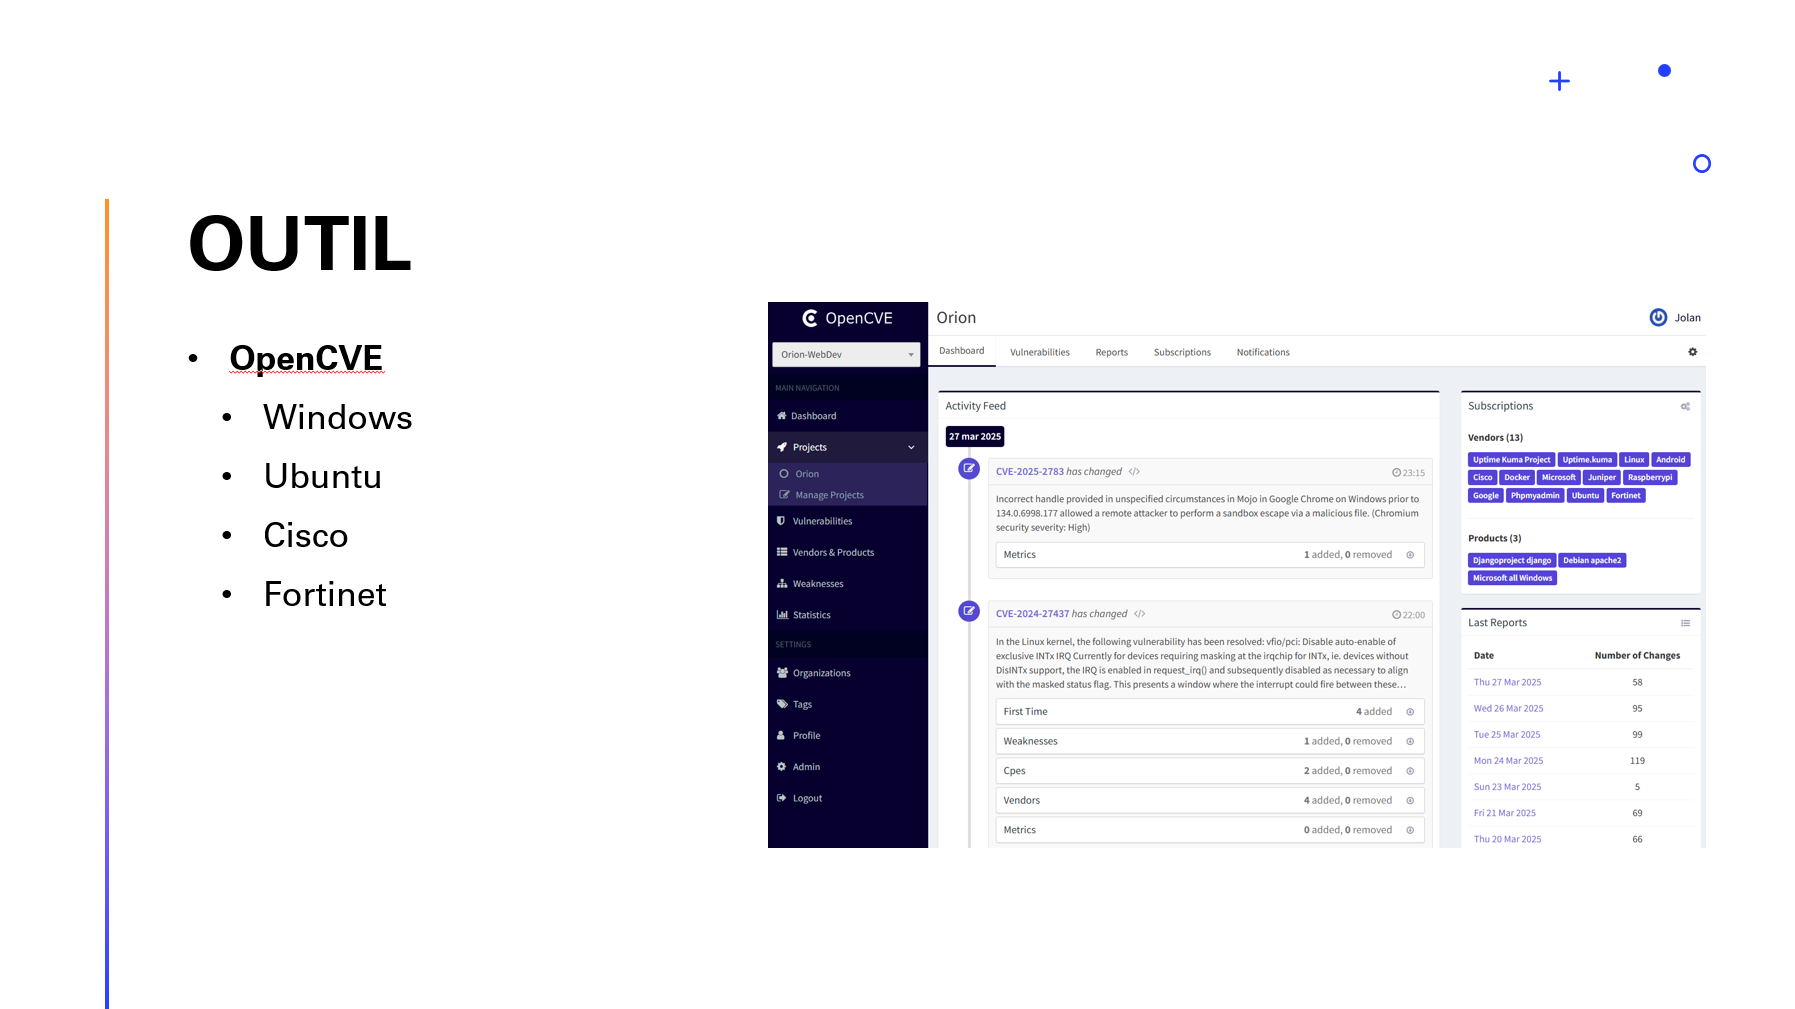 OUTIL
• OpenCVE
• Windows
• Ubuntu
• Cisco
• Fortinet
OpenCVE
Orion-WebDev
MAIN NAVIGATION
Dashboard
Projects
Orion
Manage Projects
Vulnerabilities
Vendors & Products
Weaknesses
Statistics
SETTINGS
Organizations
Tags
Profile
Admin
Logout
Orion
Jolan
Dashboard Vulnerabilities Reports Subscriptions Notifications
Activity Feed
27 mar 2025
CVE-2025-2783 has changed </> 23:15
Incorrect handle provided in unspecified circumstances in Mojo in Google Chrome on Windows prior to
134.0.6998.177 allowed a remote attacker to perform a sandbox escape via a malicious file. (Chromium
security severity: High)
Metrics 1 added, 0 removed
CVE-2024-27437 has changed </> 22:00
In the Linux kernel, the following vulnerability has been resolved: vfio/pci: Disable auto-enable of
exclusive INTx IRQ Currently for devices requiring masking at the irqchip for INTx, ie. devices without
DisINTx support, the IRQ is enabled in request_irq() and subsequently disabled as necessary to align
with the masked status flag. This presents a window where the interrupt could fire between these...
First Time 4 added
Weaknesses 1 added, 0 removed
Cpes 2 added, 0 removed
Vendors 4 added, 0 removed
Metrics 0 added, 0 removed
Subscriptions
Vendors (13)
Uptime Kuma Project Uptime.kuma Linux Android
Cisco Docker Microsoft Juniper Raspberrypi
Google Phpmyadmin Ubuntu Fortinet
Products (3)
Djangoproject django Debian apache2
Microsoft all Windows
Last Reports
Date Number of Changes
Thu 27 Mar 2025 58
Wed 26 Mar 2025 95
Tue 25 Mar 2025 99
Mon 24 Mar 2025 119
Sun 23 Mar 2025 5
Fri 21 Mar 2025 69
Thu 20 Mar 2025 66